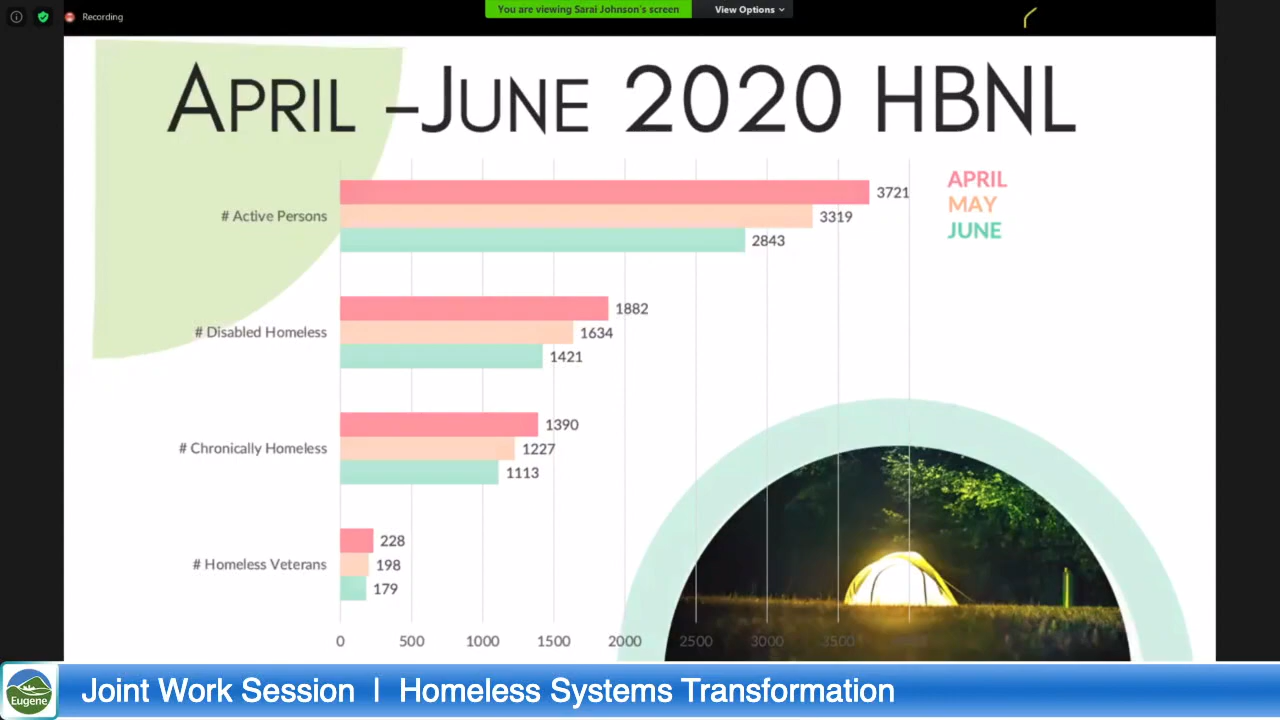 Recording
You are viewing Sarai Johnson's screen
View Options
APRIL –JUNE 2020 HBNL
APRIL
MAY
JUNE
# Active Persons
3721
3319
2843
# Disabled Homeless
1882
1634
1421
# Chronically Homeless
1390
1227
1113
# Homeless Veterans
228
198
179
0 500 1000 1500 2000 2500 3000 3500
Eugene
Joint Work Session | Homeless Systems Transformation